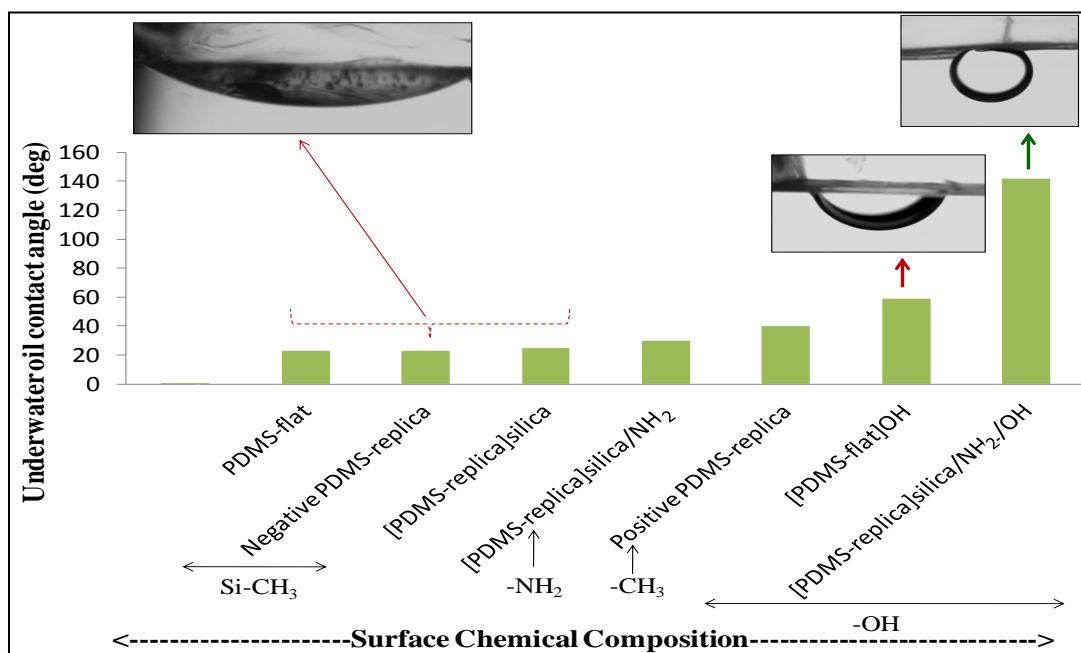 Underwater oil contact angle (deg)
160
140
120
100
80
60
40
20
0
PDMS-flat
Negative PDMS-replica
[PDMS-replica]silica
[PDMS-replica]silica/NH₂
Positive PDMS-replica
[PDMS-flat]OH
[PDMS-replica]silica/NH₂/OH
Si-CH₃
-NH₂
-CH₃
-OH
<-----------------------Surface Chemical Composition----------------------->